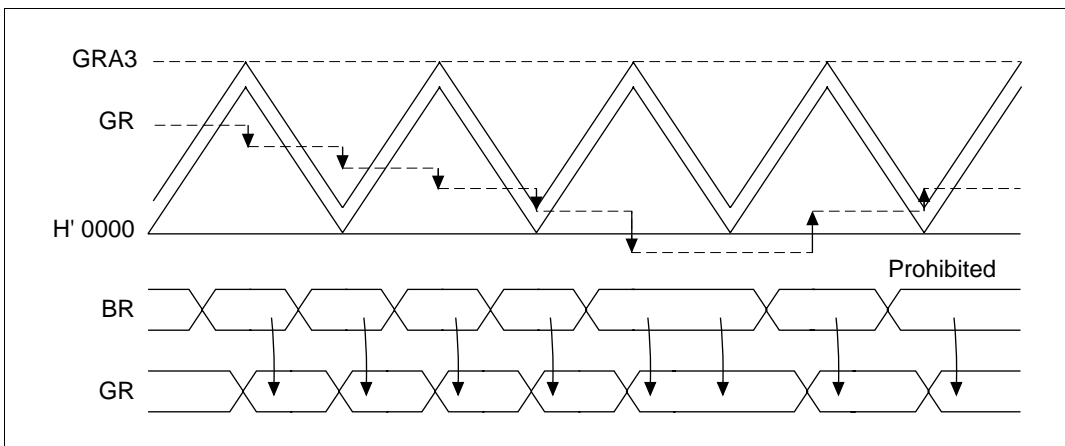 GRA3
GR
H' 0000
Prohibited
BR
GR